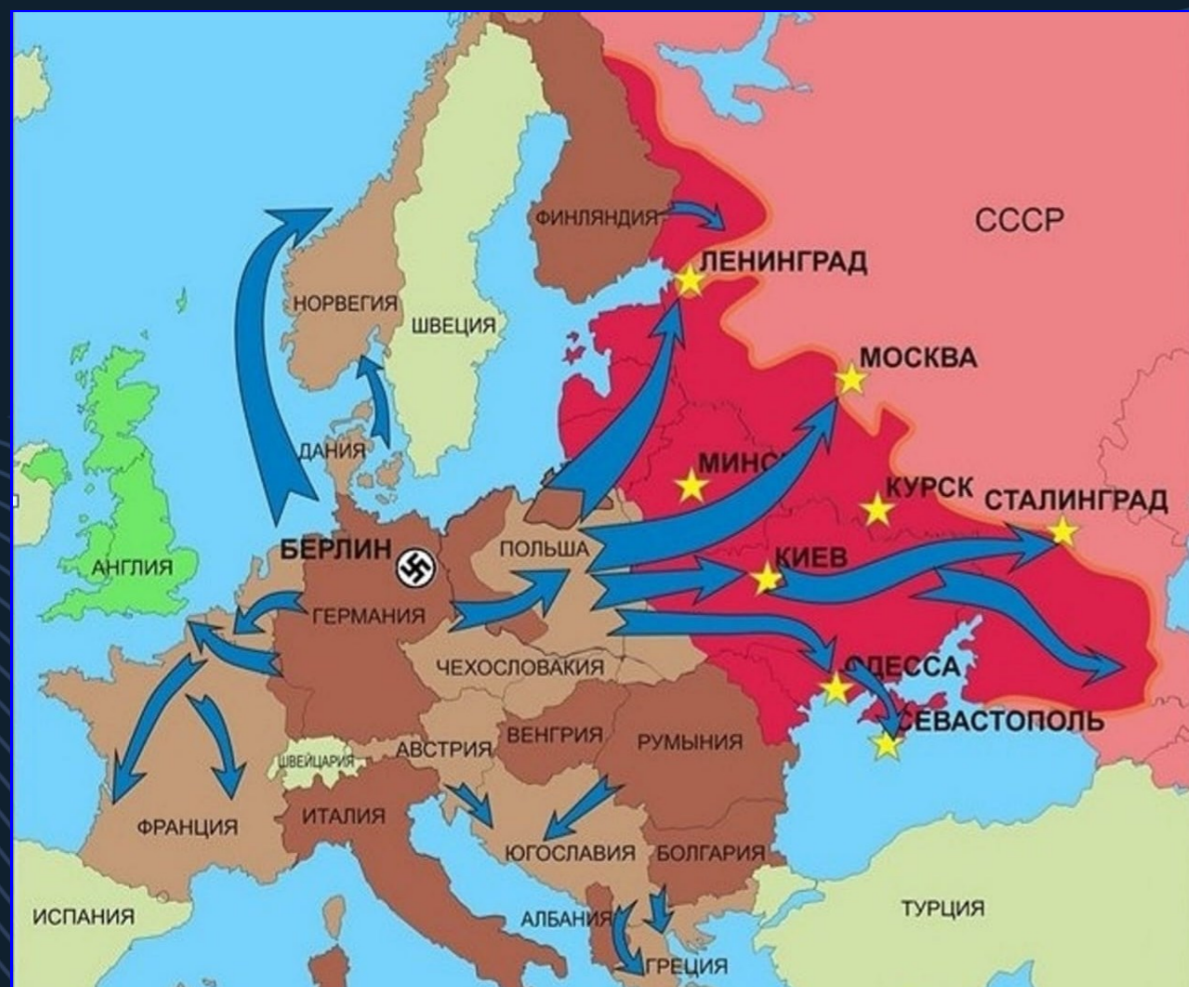 СССР
ФИНЛЯНДИЯ
ЛЕНИНГРАД
НОРВЕГИЯ
ШВЕЦИЯ
МОСКВА
ДАНИЯ
МИНС
КУРСК
СТАЛИНГРАД
БЕРЛИН
ПОЛЬША
КИЕВ
АНГЛИЯ
ГЕРМАНИЯ
ЧЕХОСЛОВАКИЯ
ОДЕССА
СЕВАСТОПОЛЬ
АВСТРИЯ
ВЕНГРИЯ
РУМЫНИЯ
ШВЕЙЦАРИЯ
ИТАЛИЯ
ФРАНЦИЯ
ЮГОСЛАВИЯ
БОЛГАРИЯ
ИСПАНИЯ
АЛБАНИЯ
ТУРЦИЯ
ГРЕЦИЯ